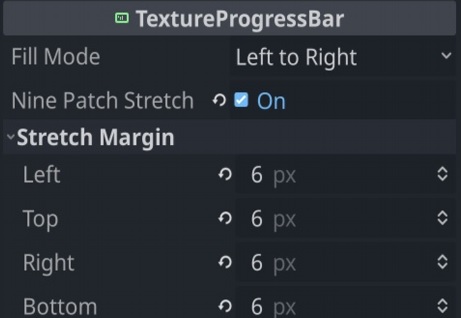 TextureProgressBar
Fill Mode Left to Right
Nine Patch Stretch On
Stretch Margin
Left 6 px
Top 6 px
Right 6 px
Bottom 6 px